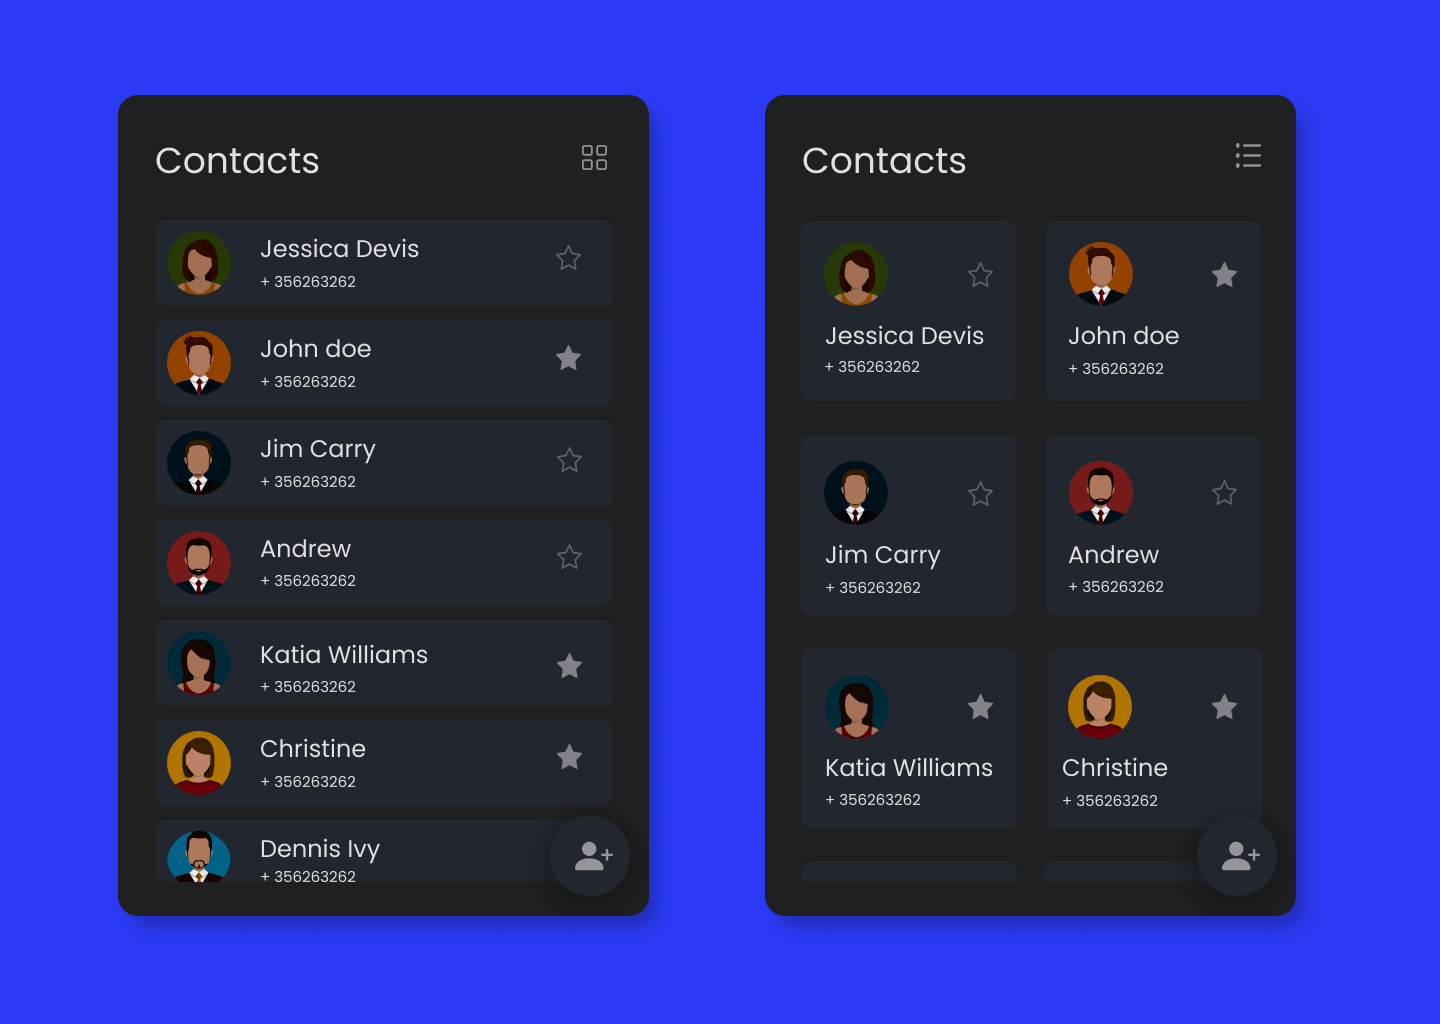 Contacts
Jessica Devis
+ 356263262
John doe
+ 356263262
Jim Carry
+ 356263262
Andrew
+ 356263262
Katia Williams
+ 356263262
Christine
+ 356263262
Dennis Ivy
+ 356263262
Contacts
Jessica Devis
+ 356263262
John doe
+ 356263262
Jim Carry
+ 356263262
Andrew
+ 356263262
Katia Williams
+ 356263262
Christine
+ 356263262